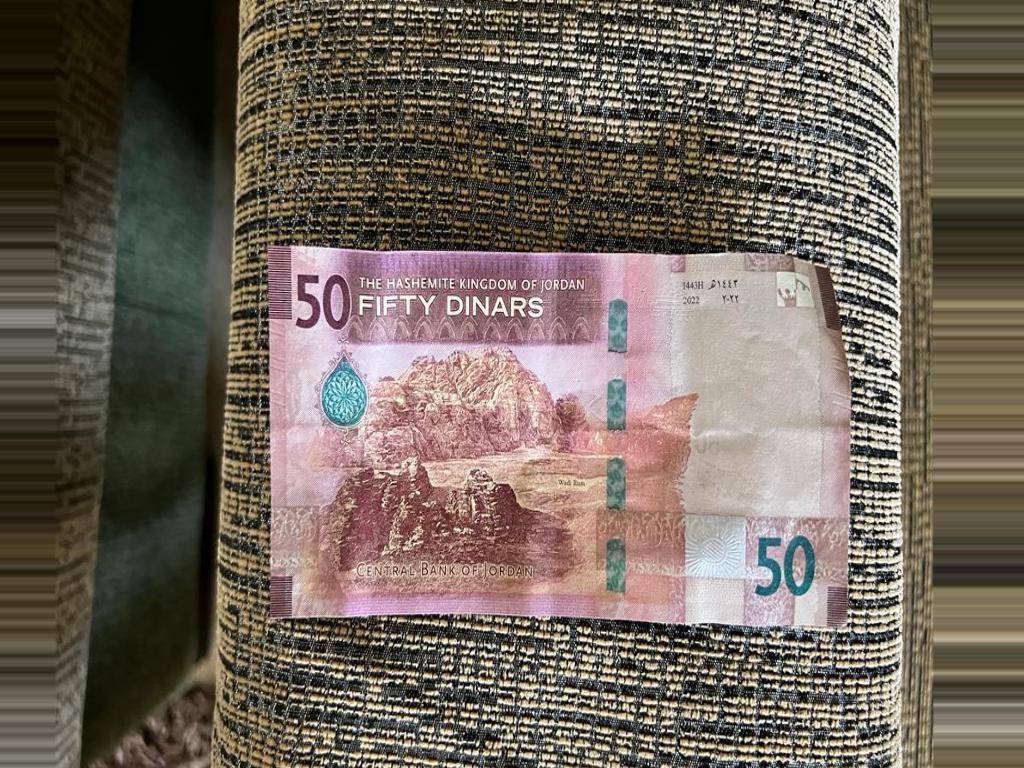 50
THE HASHEMITE KINGDOM OF JORDAN
FIFTY DINARS
1443H ١٤٤٣هـ
2022 ٢٠٢٢
Wadi Rum
CENTRAL BANK OF JORDAN
50